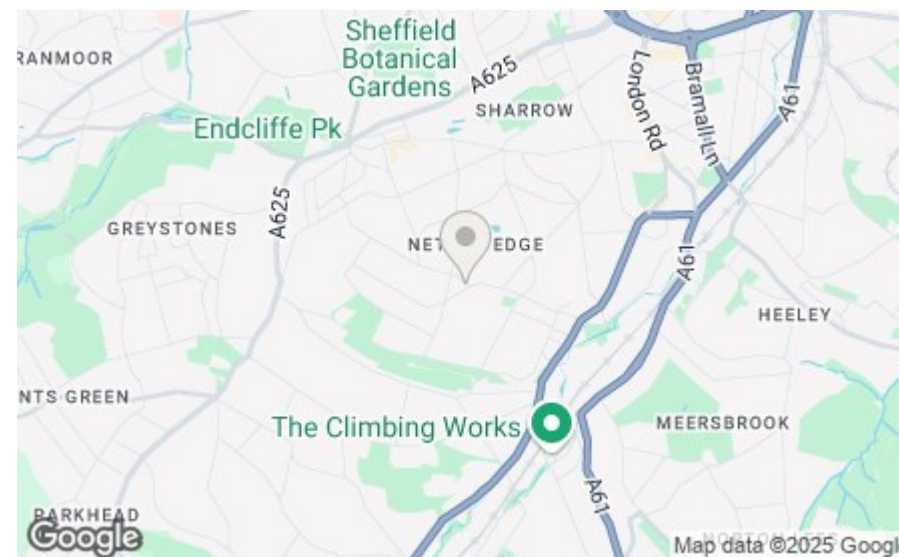 RANMOOR
Sheffield
Botanical
Gardens
A625
SHARROW
London Rd
Bramall Ln
A61
Endcliffe Pk
GREYSTONES
A625
NET EDGE
A61
HEELEY
NTS GREEN
The Climbing Works
MEERSBROOK
A61
PARKHEAD
Google
Map data ©2025 Googl